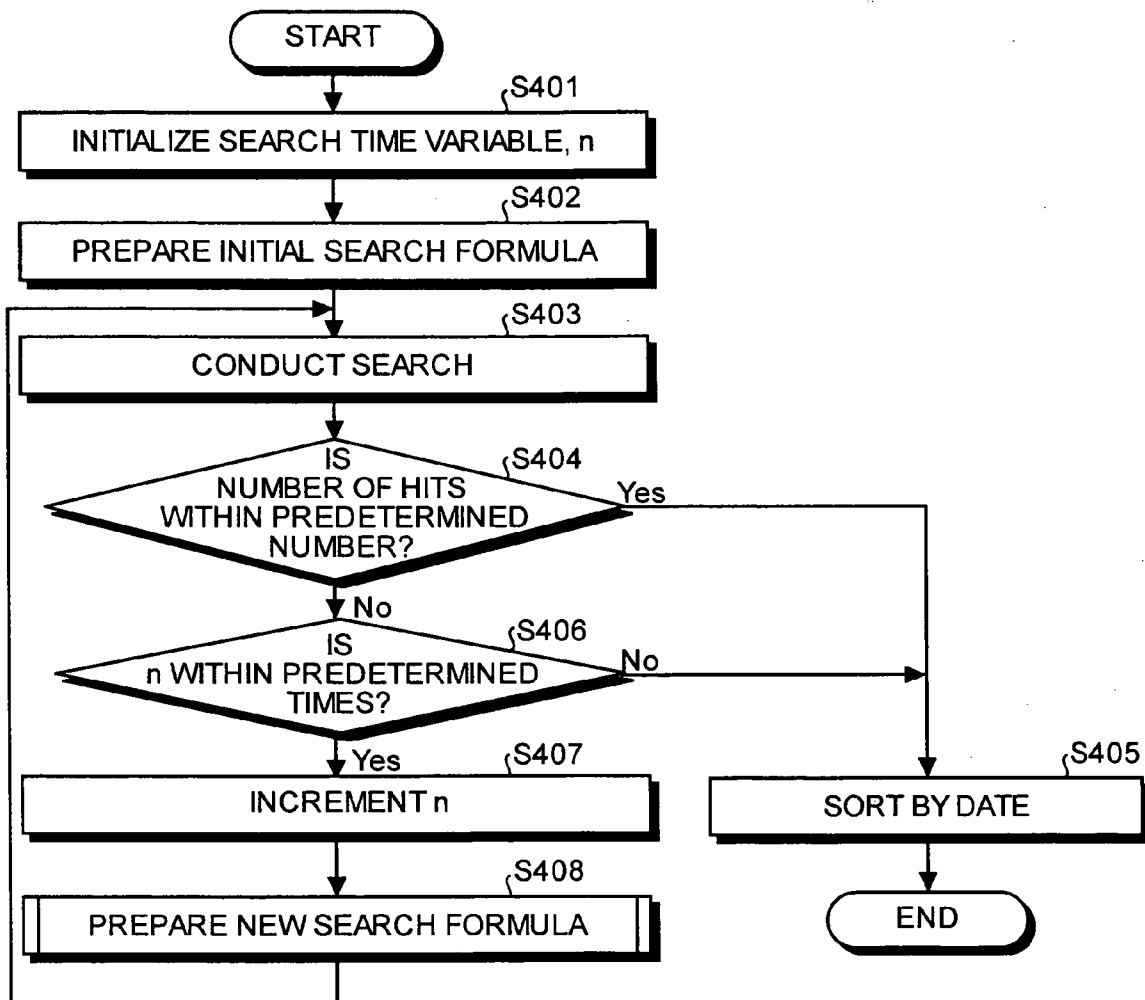 START
S401
INITIALIZE SEARCH TIME VARIABLE, n
S402
PREPARE INITIAL SEARCH FORMULA
S403
CONDUCT SEARCH
S404
IS
NUMBER OF HITS
WITHIN PREDETERMINED
NUMBER?
Yes
No
S406
IS
n WITHIN PREDETERMINED
TIMES?
No
Yes
S407
INCREMENT n
S405
SORT BY DATE
S408
PREPARE NEW SEARCH FORMULA
END